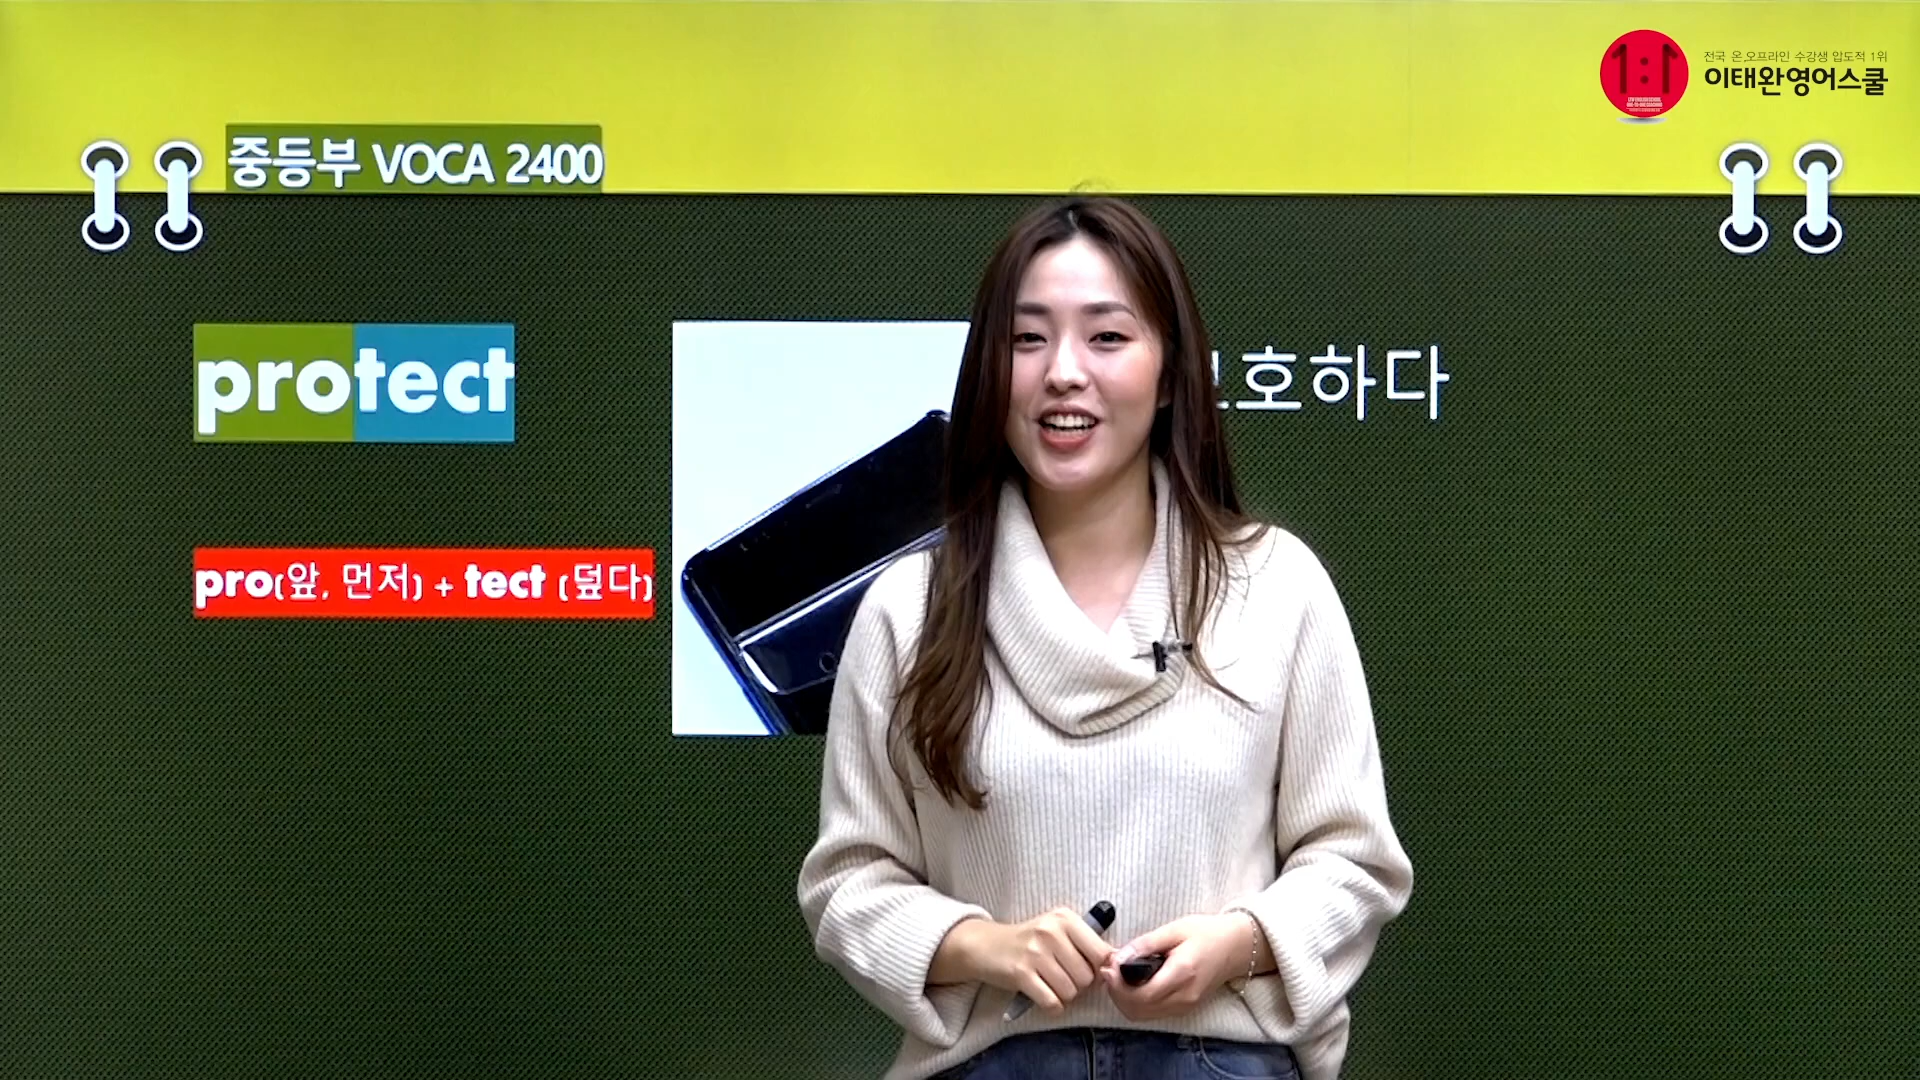 전국 온,오프라인 수강생 압도적 1위
이태완영어스쿨
1:1
중등부 VOCA 2400
protect
호하다
pro(앞, 먼저) + tect (덮다)